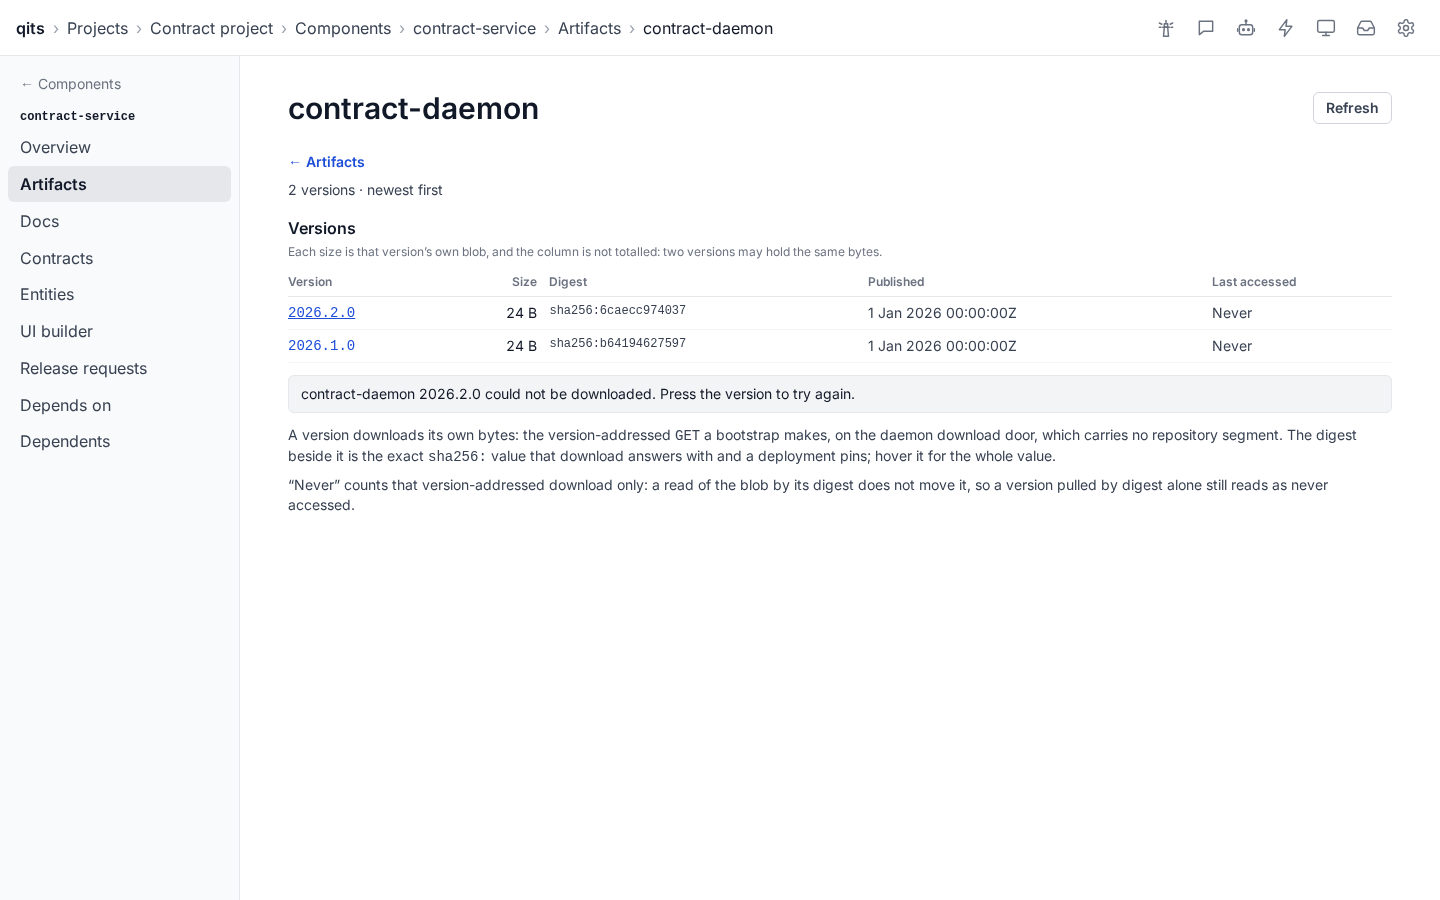 qits › Projects › Contract project › Components › contract-service › Artifacts › contract-daemon
← Components
contract-service
Overview
Artifacts
Docs
Contracts
Entities
UI builder
Release requests
Depends on
Dependents
contract-daemon
Refresh
← Artifacts
2 versions · newest first
Versions
Each size is that version’s own blob, and the column is not totalled: two versions may hold the same bytes.
Version Size Digest Published Last accessed
2026.2.0 24 B sha256:6caecc974037 1 Jan 2026 00:00:00Z Never
2026.1.0 24 B sha256:b64194627597 1 Jan 2026 00:00:00Z Never
contract-daemon 2026.2.0 could not be downloaded. Press the version to try again.
A version downloads its own bytes: the version-addressed GET a bootstrap makes, on the daemon download door, which carries no repository segment. The digest
beside it is the exact sha256: value that download answers with and a deployment pins; hover it for the whole value.
“Never” counts that version-addressed download only: a read of the blob by its digest does not move it, so a version pulled by digest alone still reads as never
accessed.